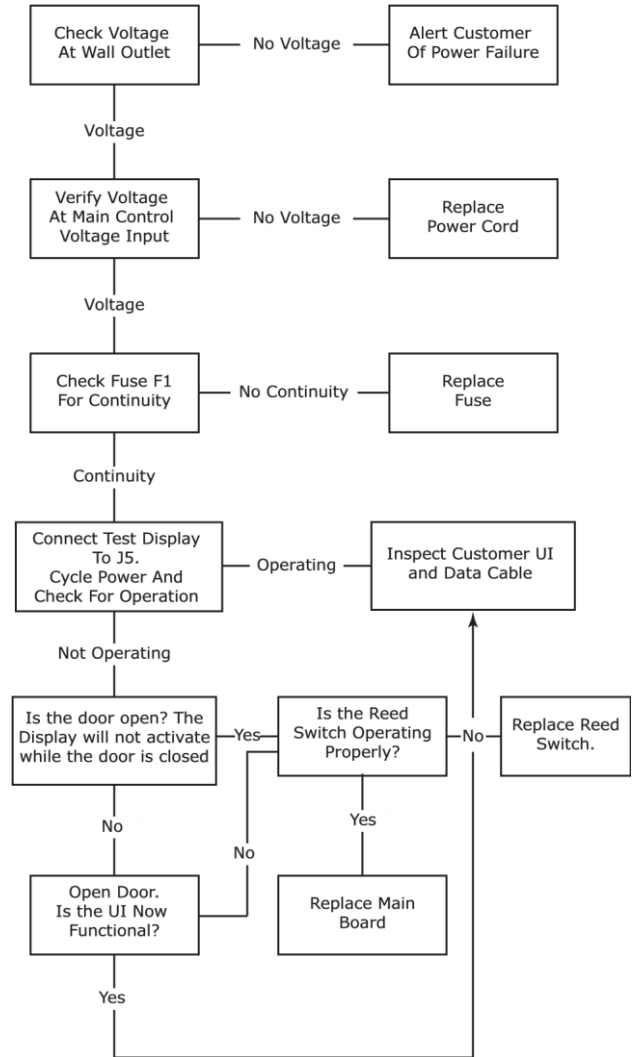 Check Voltage
At Wall Outlet
No Voltage
Alert Customer
Of Power Failure
Voltage
Verify Voltage
At Main Control
Voltage Input
No Voltage
Replace
Power Cord
Voltage
Check Fuse F1
For Continuity
No Continuity
Replace
Fuse
Continuity
Connect Test Display
To J5.
Cycle Power And
Check For Operation
Operating
Inspect Customer UI
and Data Cable
Not Operating
Is the door open? The
Display will not activate
while the door is closed
Yes
Is the Reed
Switch Operating
Properly?
No
Replace Reed
Switch.
No
No
Yes
Open Door.
Is the UI Now
Functional?
Replace Main
Board
Yes